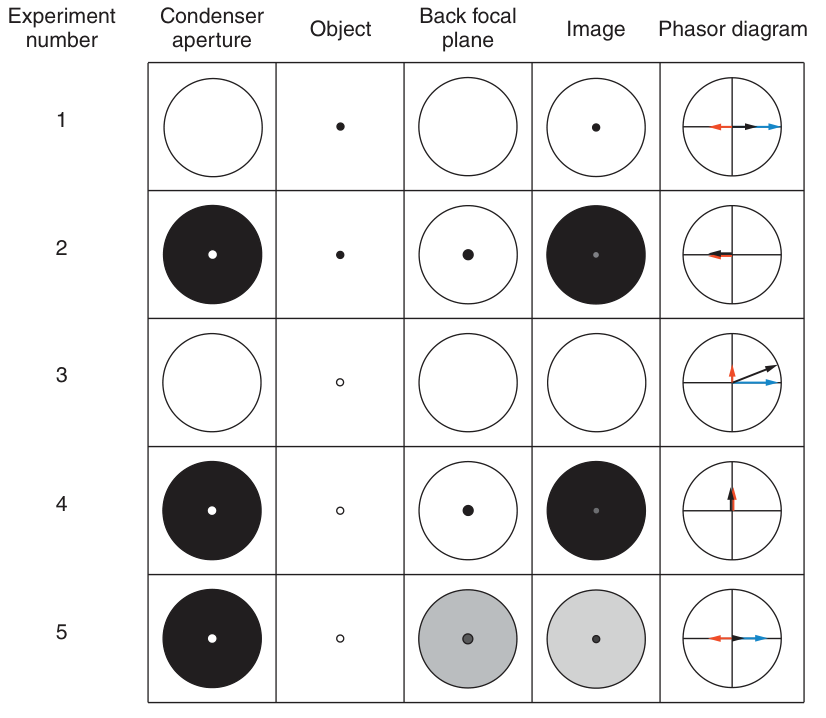 Experiment number
Condenser aperture
Object
Back focal plane
Image
Phasor diagram
1
2
3
4
5